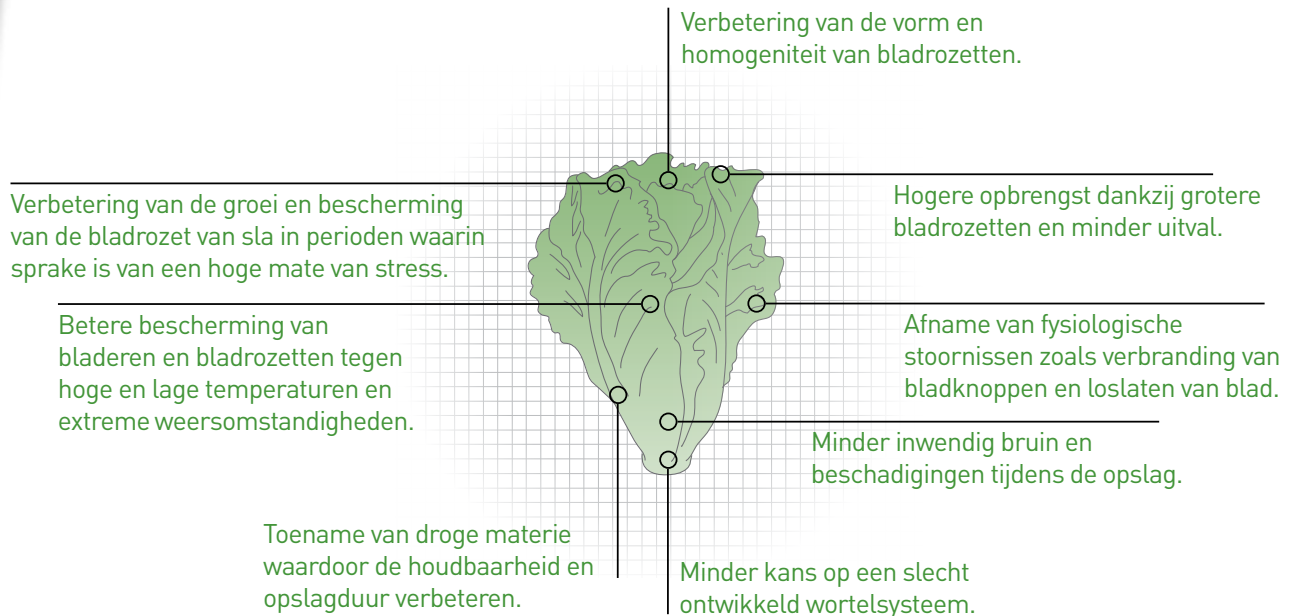 Verbetering van de vorm en
homogeniteit van bladrozetten.
Verbetering van de groei en bescherming
van de bladrozet van sla in perioden waarin
sprake is van een hoge mate van stress.
Hogere opbrengst dankzij grotere
bladrozetten en minder uitval.
Betere bescherming van
bladeren en bladrozetten tegen
hoge en lage temperaturen en
extreme weersomstandigheden.
Afname van fysiologische
stoornissen zoals verbranding van
bladknoppen en loslaten van blad.
Minder inwendig bruin en
beschadigingen tijdens de opslag.
Toename van droge materie
waardoor de houdbaarheid en
opslagduur verbeteren.
Minder kans op een slecht
ontwikkeld wortelsysteem.